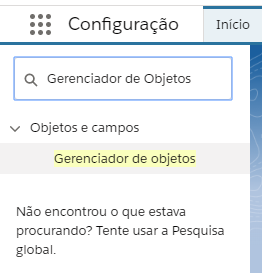 Configuração
Início
Gerenciador de Objetos
Objetos e campos
Gerenciador de objetos
Não encontrou o que estava
procurando? Tente usar a Pesquisa
global.